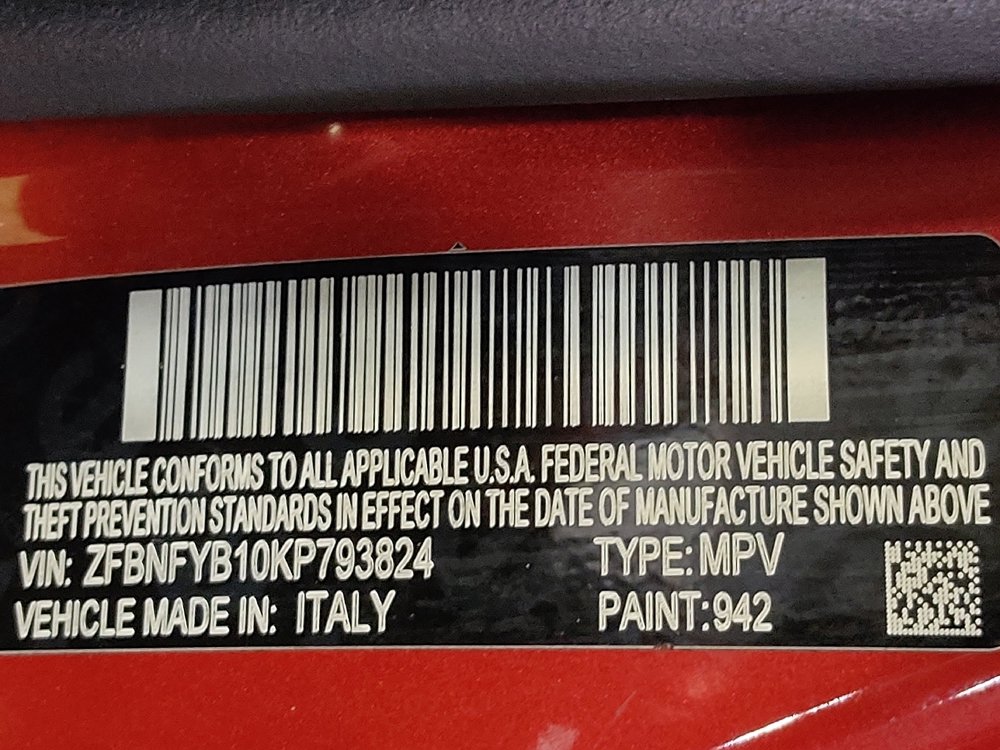 THIS VEHICLE CONFORMS TO ALL APPLICABLE U.S.A. FEDERAL MOTOR VEHICLE SAFETY AND
THEFT PREVENTION STANDARDS IN EFFECT ON THE DATE OF MANUFACTURE SHOWN ABOVE
VIN: ZFBNFYB10KP793824 TYPE: MPV
VEHICLE MADE IN: ITALY PAINT: 942